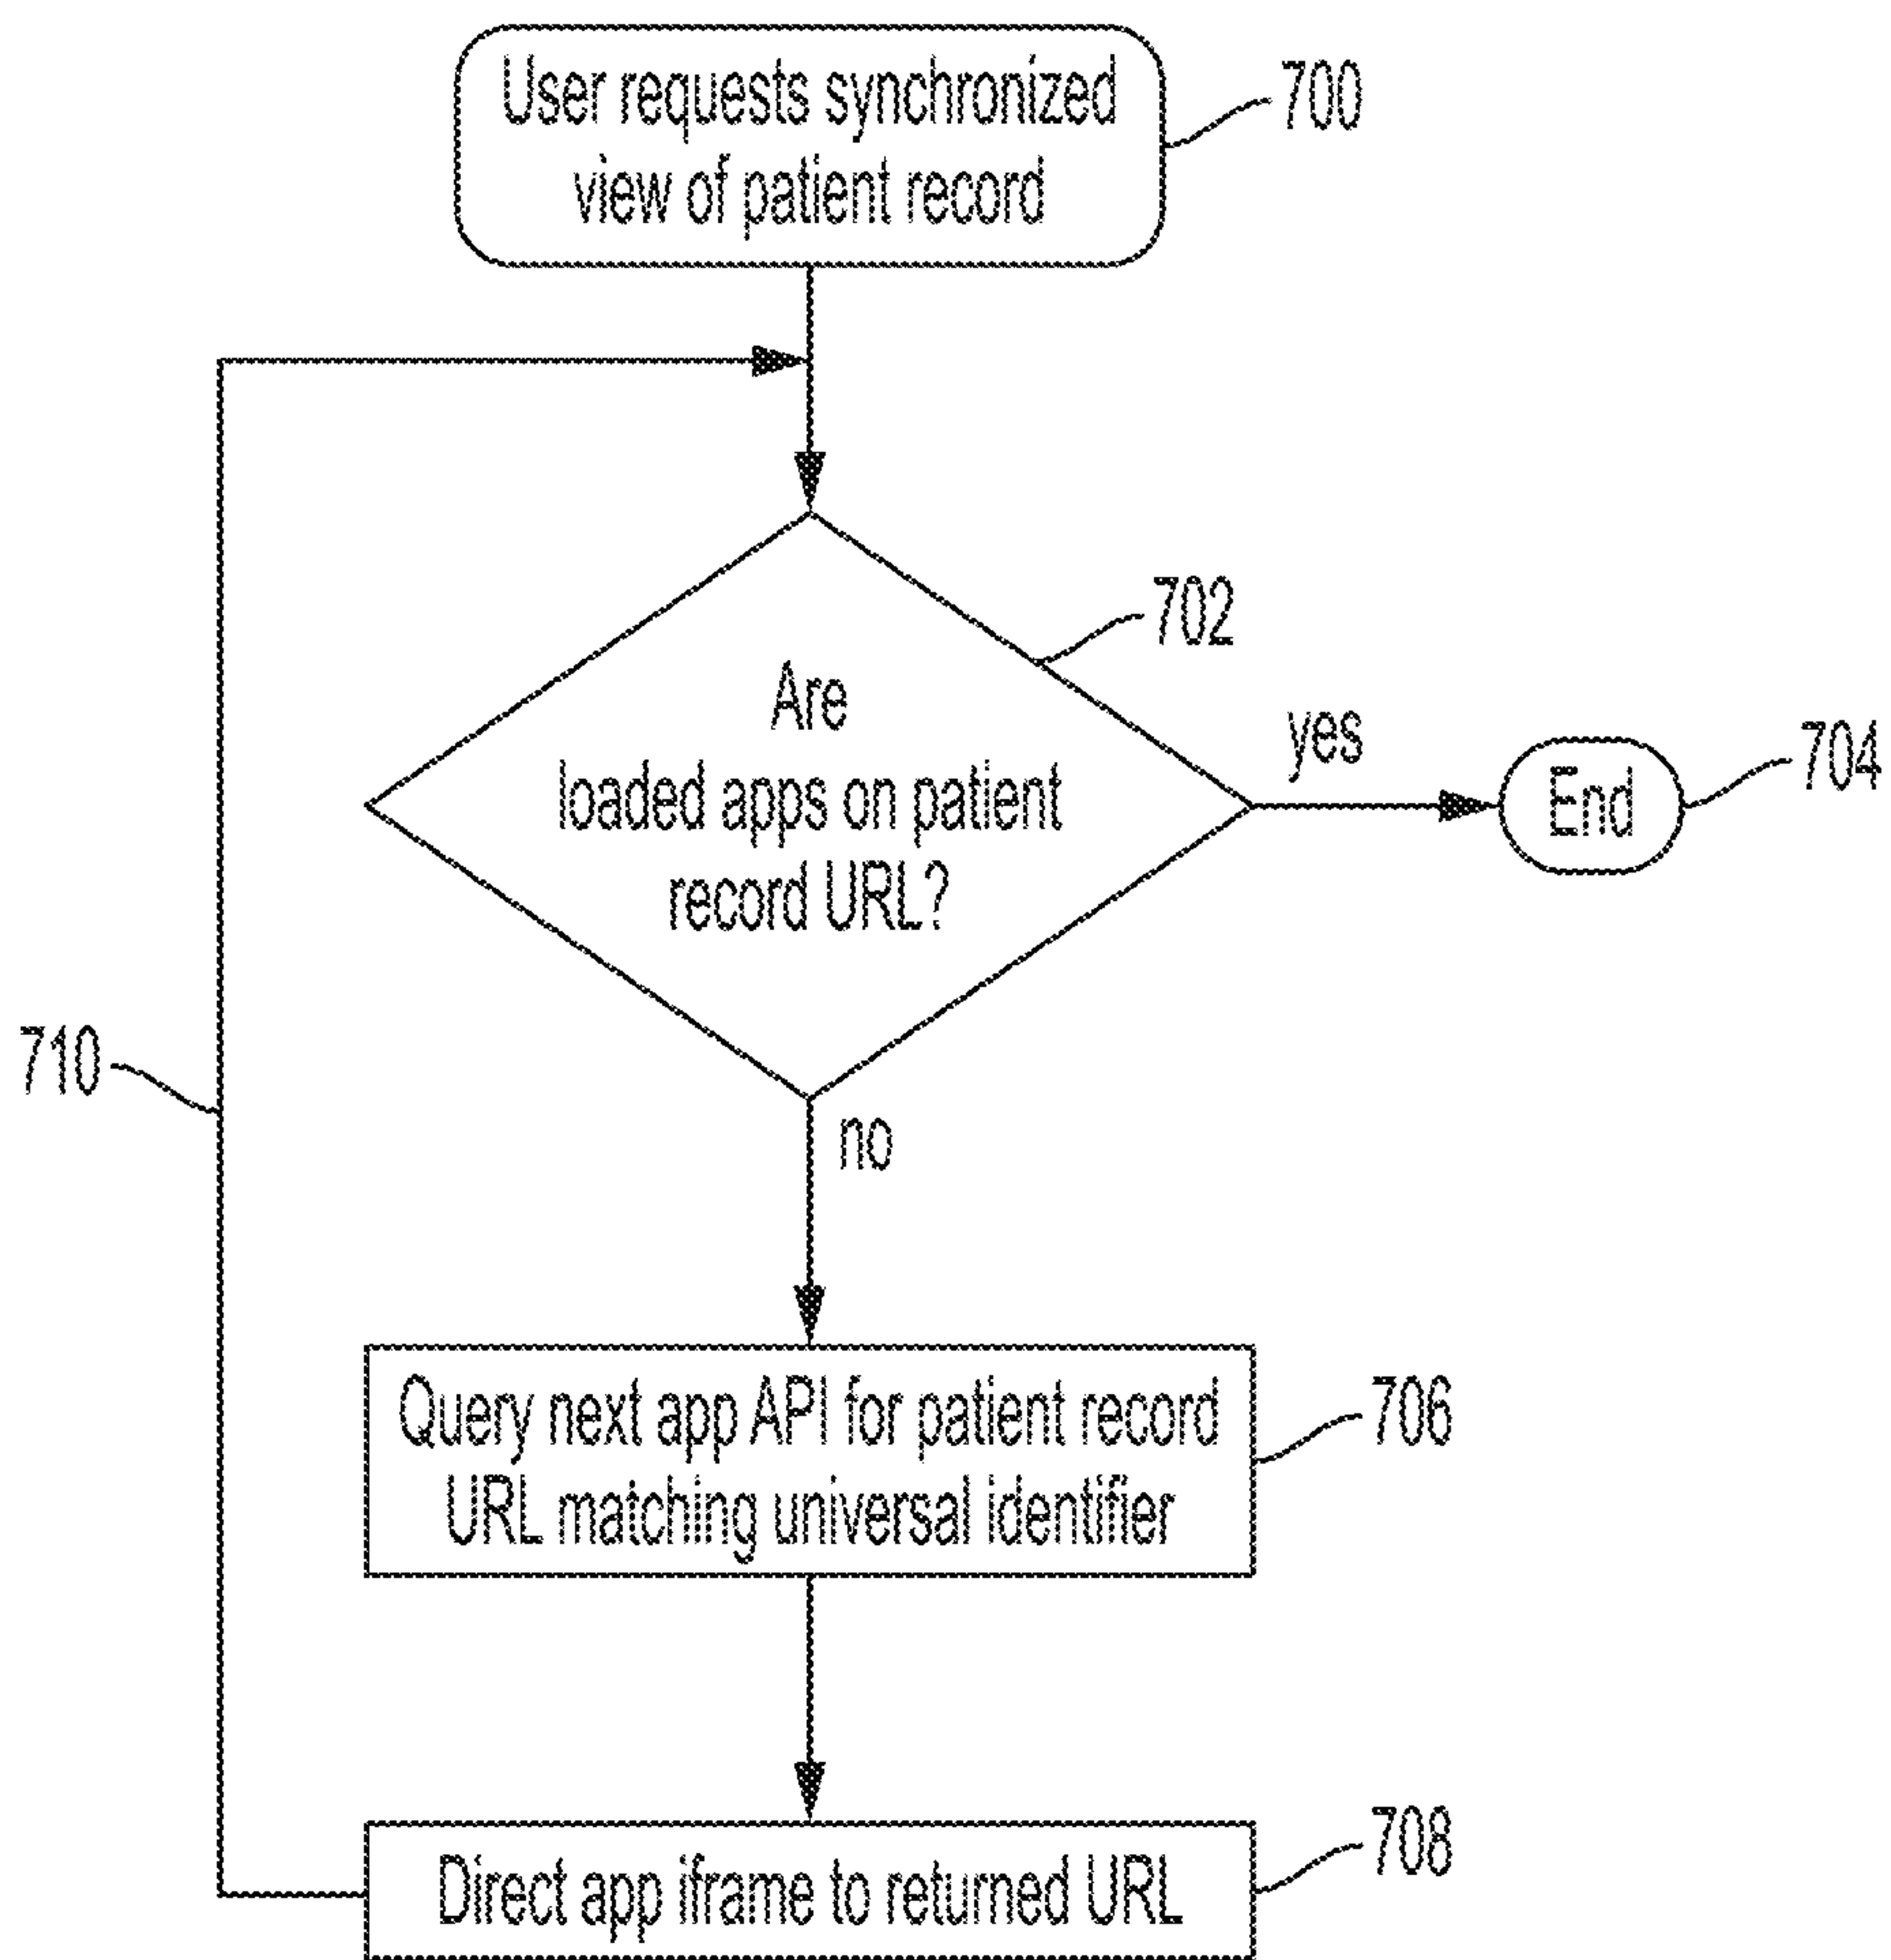 User requests synchronized
view of patient record
700
702
Are
loaded apps on patient
record URL?
yes
End
704
710
no
Query next app API for patient record
URL matching universal identifier
706
Direct app iframe to returned URL
708